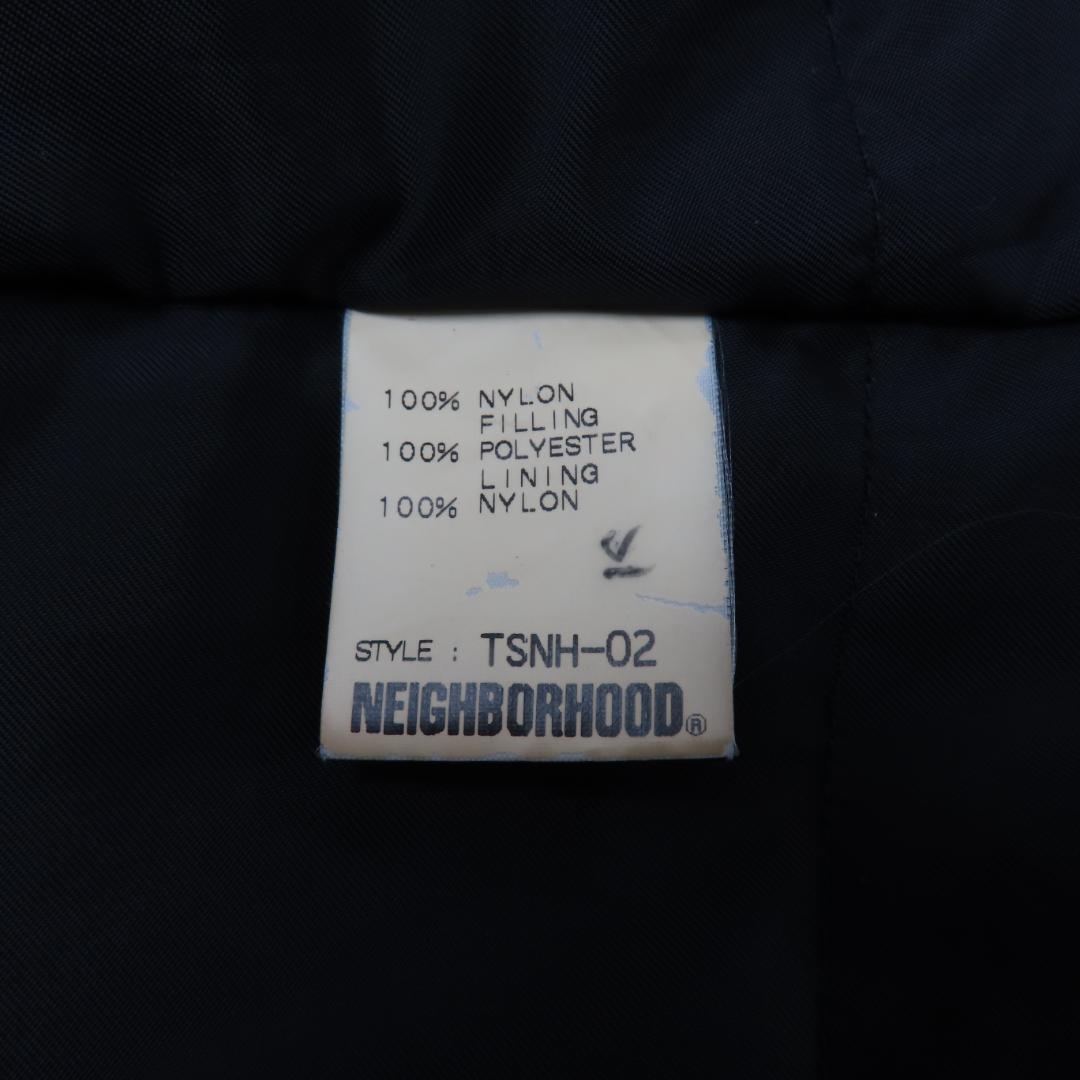 100% NYLON
FILLING
100% POLYESTER
LINING
100% NYLON
STYLE : TSNH-02
NEIGHBORHOOD®